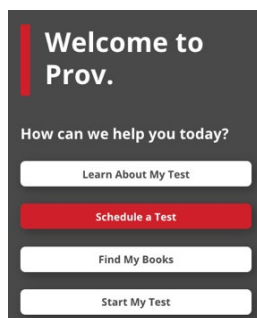 Welcome to
Prov.
How can we help you today?
Learn About My Test
Schedule a Test
Find My Books
Start My Test